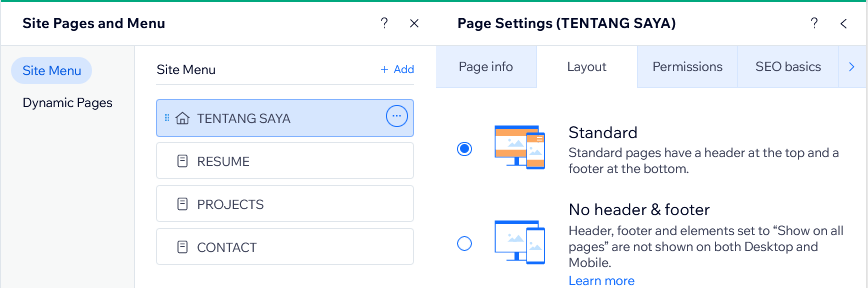 Site Pages and Menu
?
Site Menu
Dynamic Pages
Site Menu
+ Add
TENTANG SAYA
RESUME
PROJECTS
CONTACT
Page Settings (TENTANG SAYA)
?
Page info
Layout
Permissions
SEO basics
Standard
Standard pages have a header at the top and a
footer at the bottom.
No header & footer
Header, footer and elements set to “Show on all
pages” are not shown on both Desktop and
Mobile.
Learn more